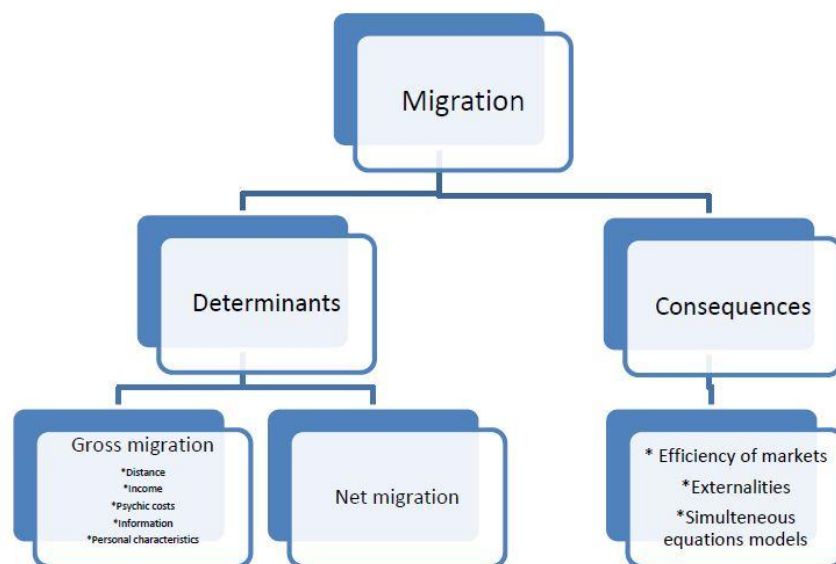 Migration
Determinants
Consequences
Gross migration
*Distance
*Income
*Psychic costs
*Information
*Personal characteristics
Net migration
* Efficiency of markets
*Externalities
*Simulteneous
equations models